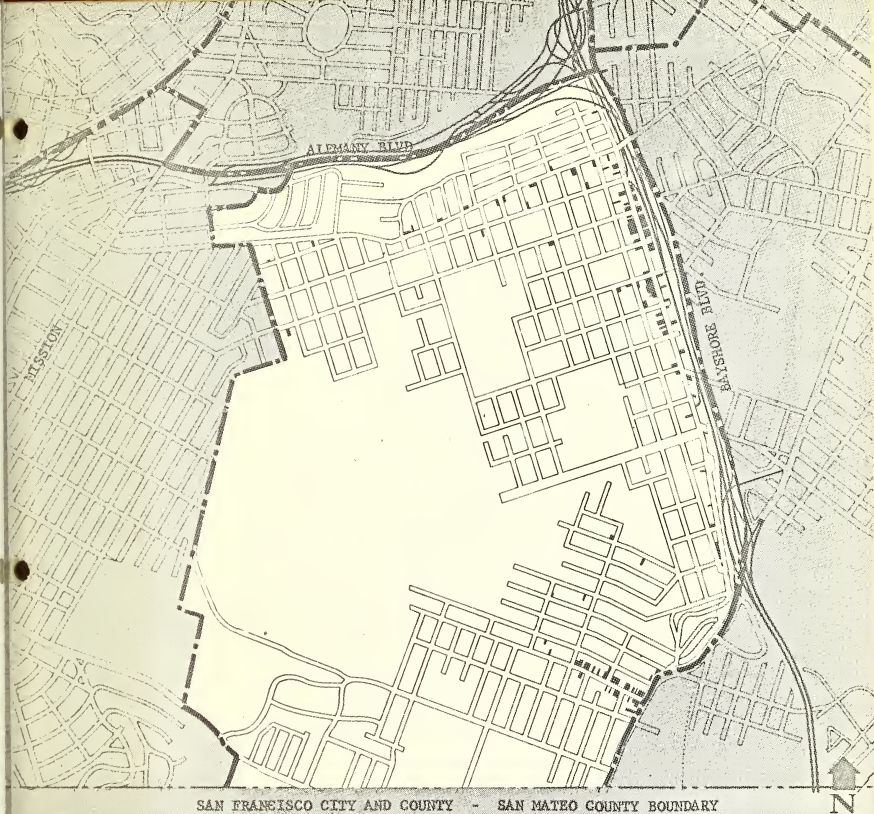 ALEMANY BLVD
BAYSHORE BLVD.
MISSION
SAN FRANCISCO CITY AND COUNTY - SAN MATEO COUNTY BOUNDARY
N